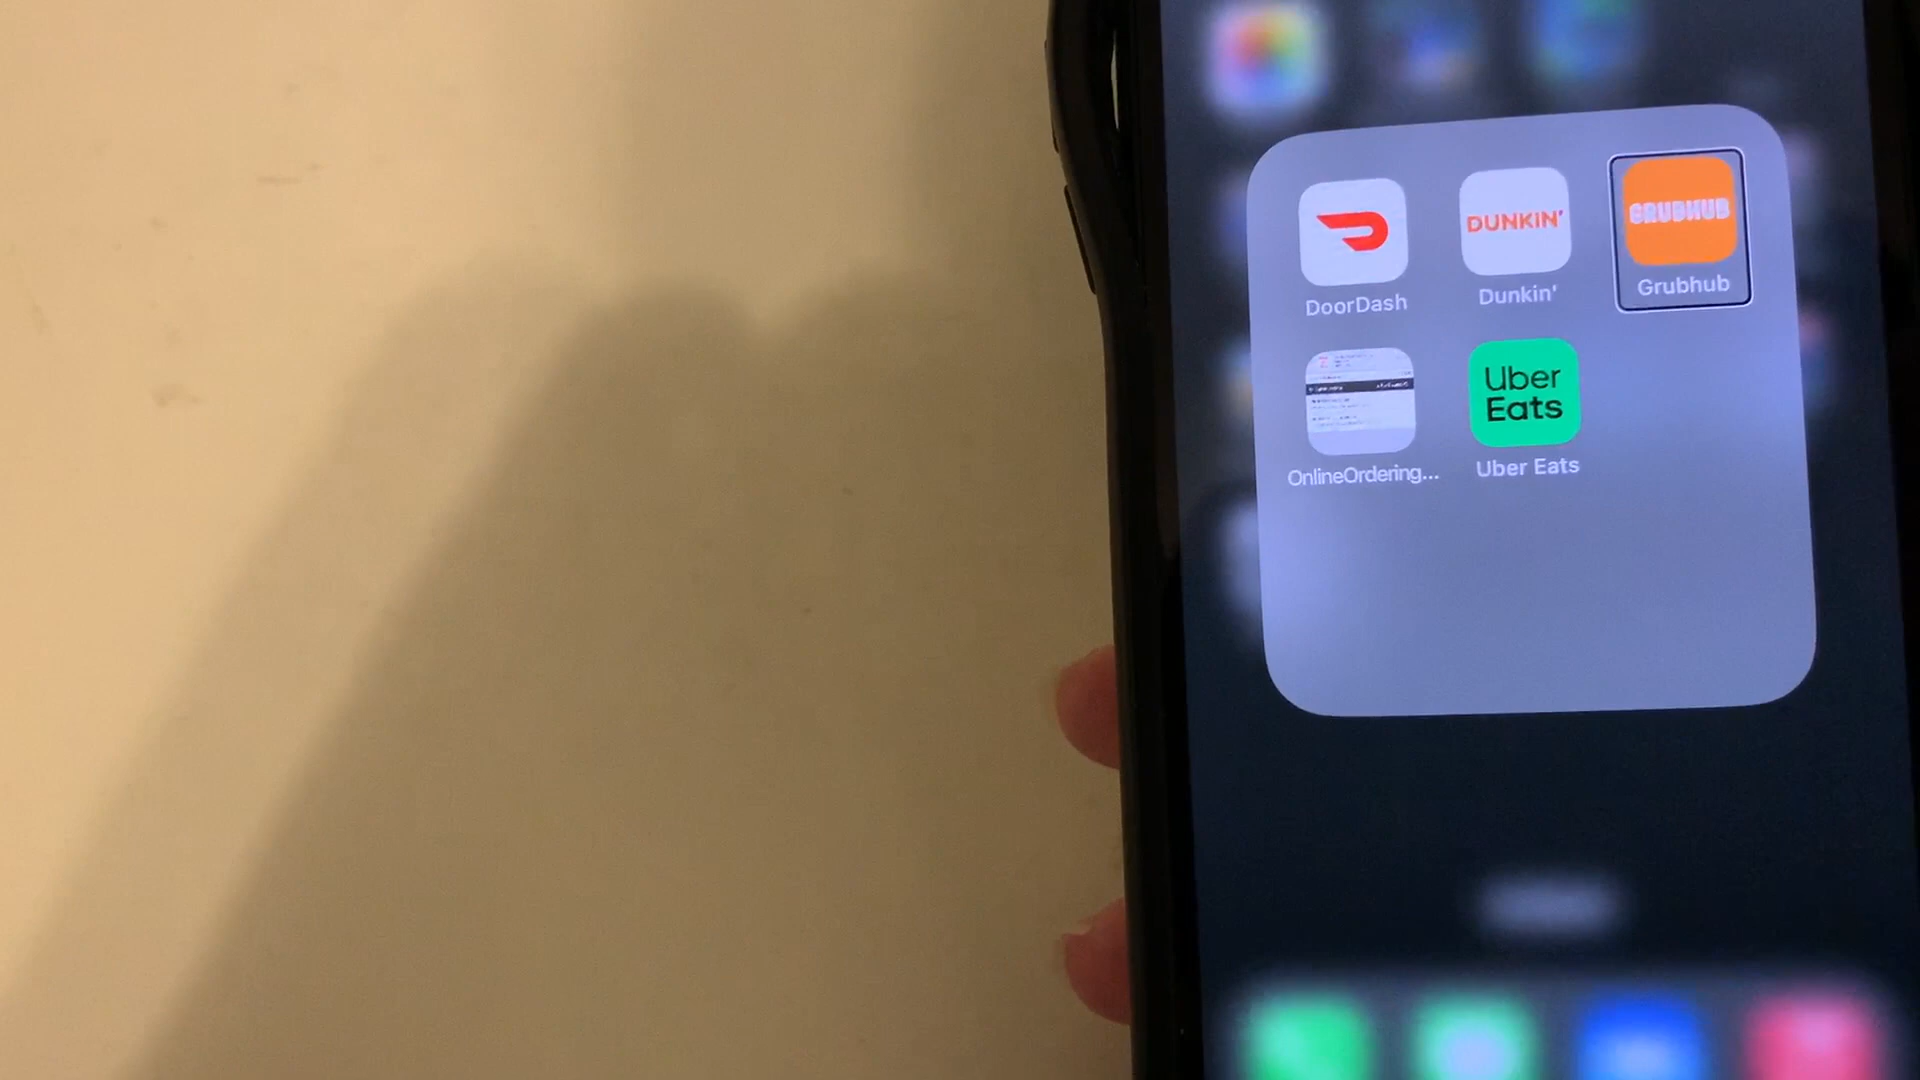 DUNKIN'
GRUBHUB
DoorDash
Dunkin'
Grubhub
Uber
Eats
OnlineOrdering...
Uber Eats